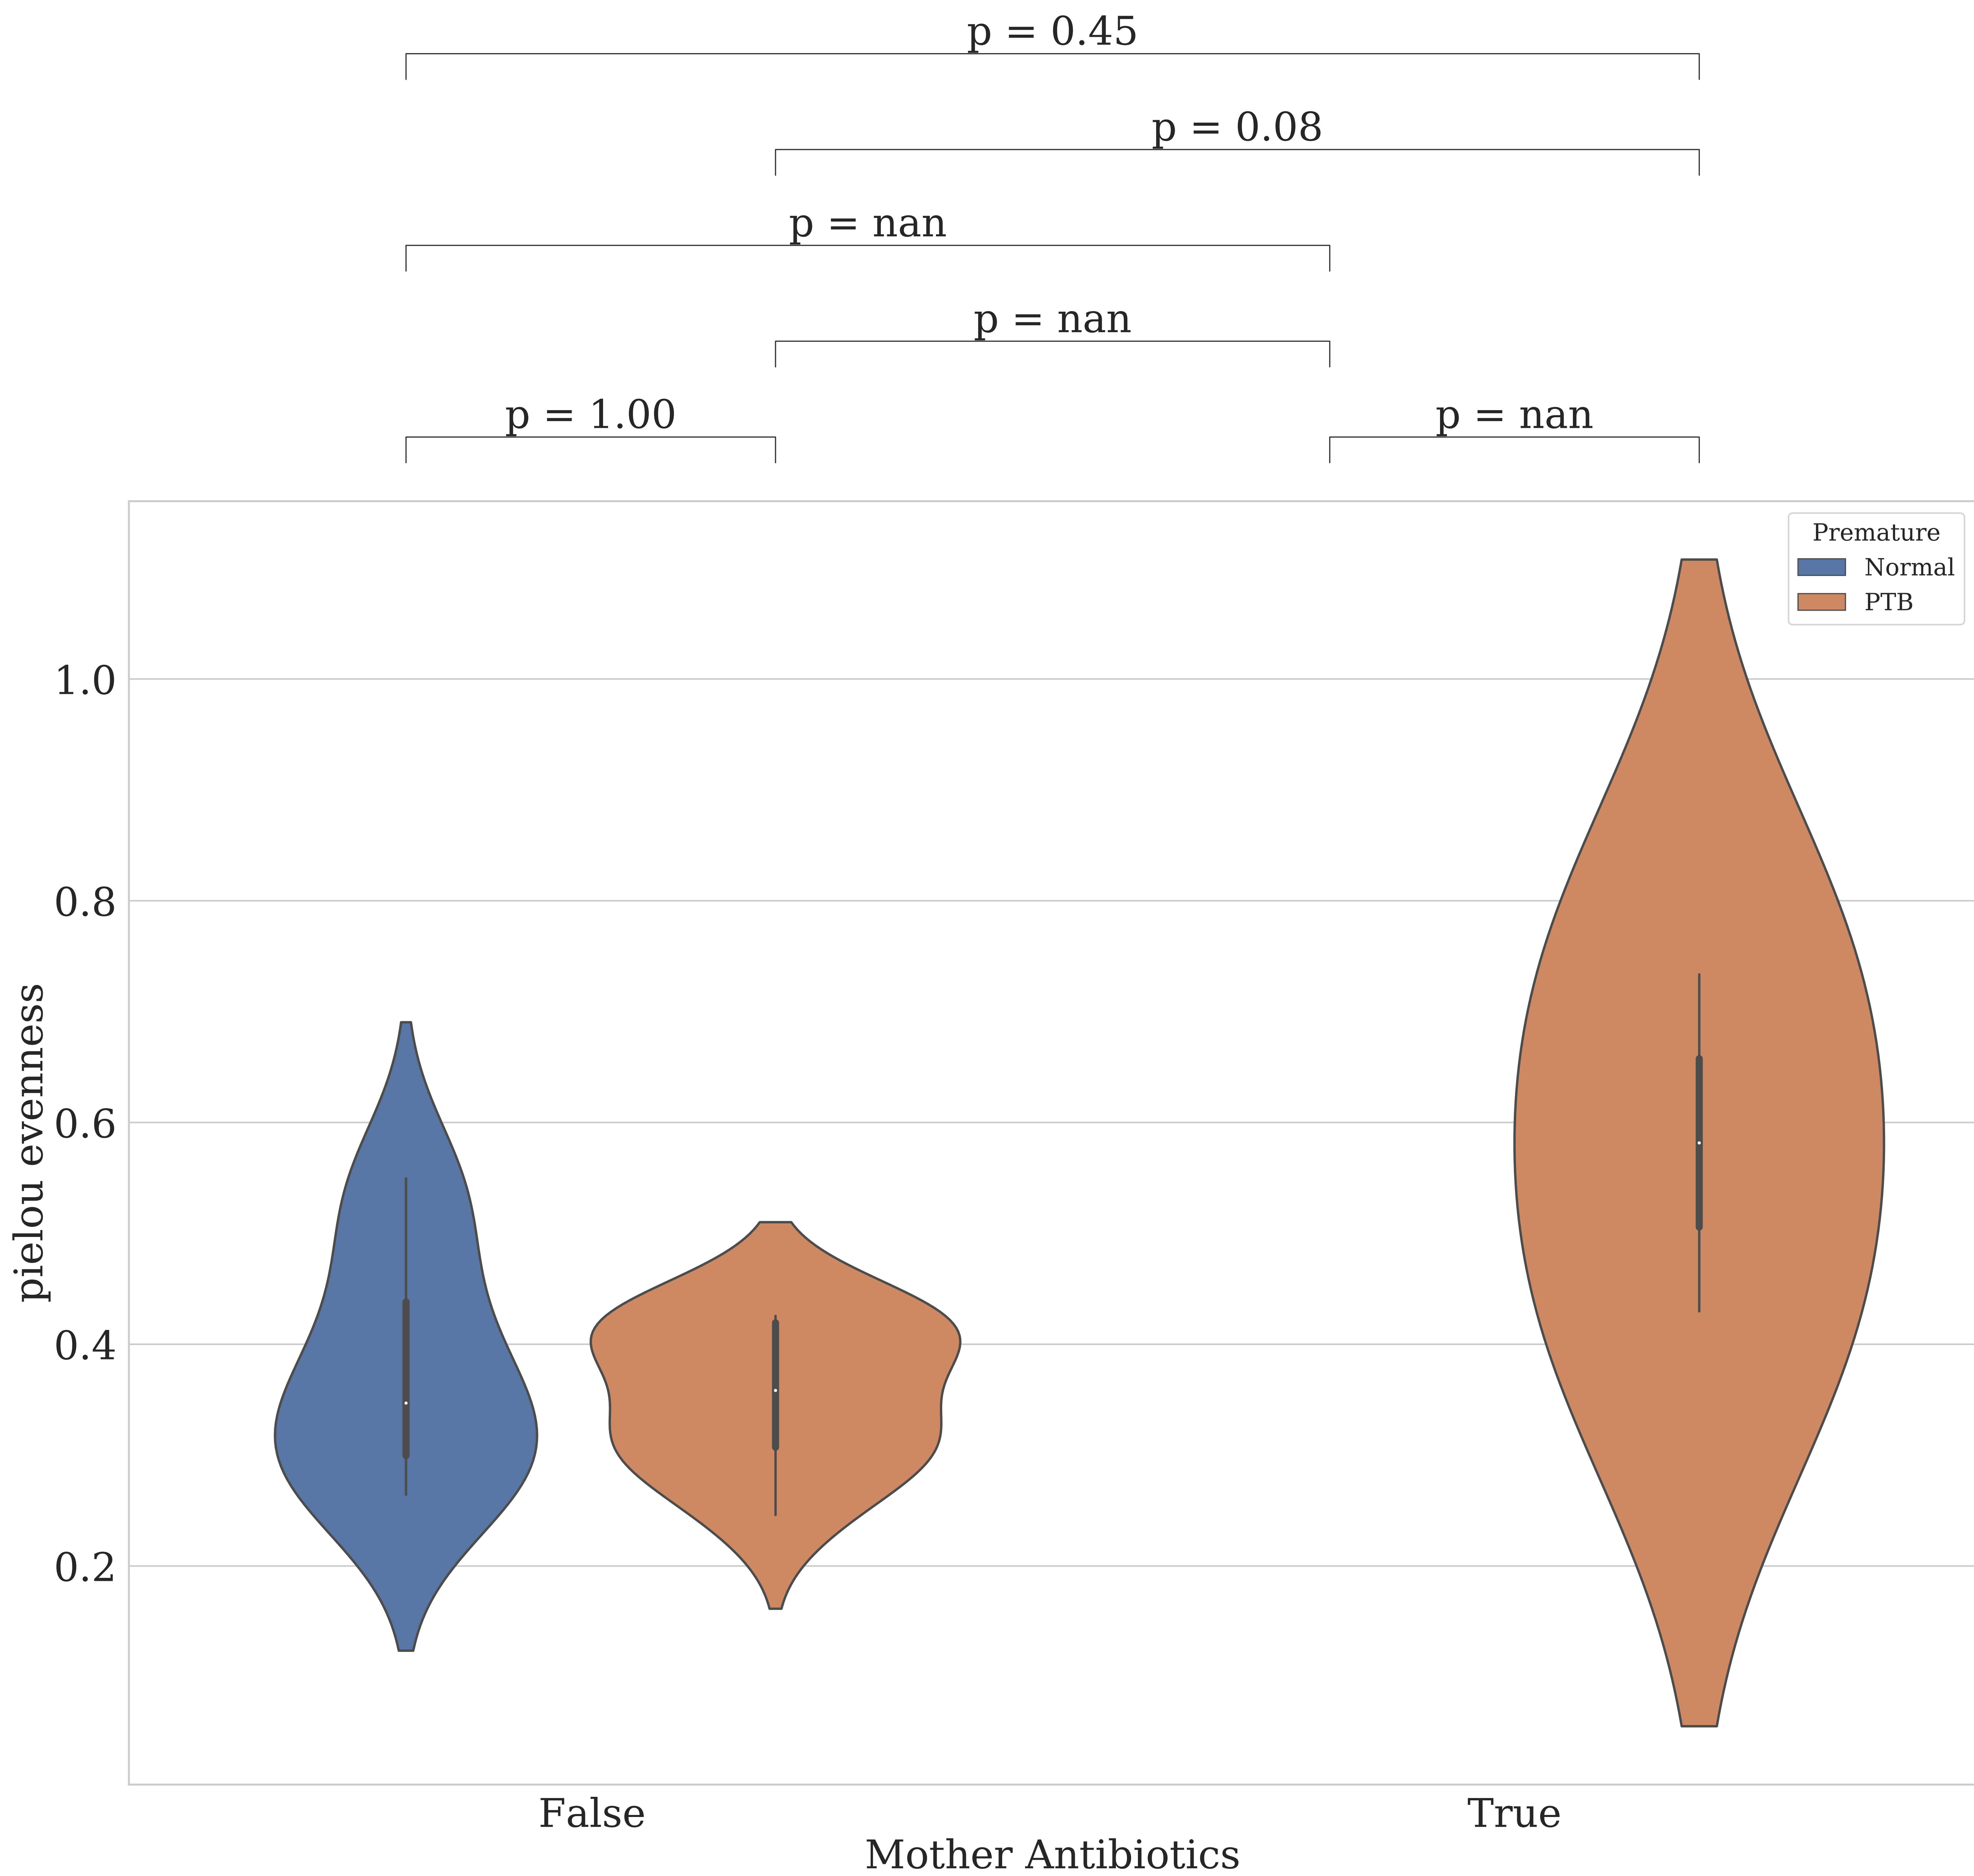 p = 0.45
p = 0.08
p = nan
p = nan
p = 1.00
p = nan
Premature
Normal
PTB
1.0
0.8
0.6
0.4
0.2
pielou evenness
False
True
Mother Antibiotics